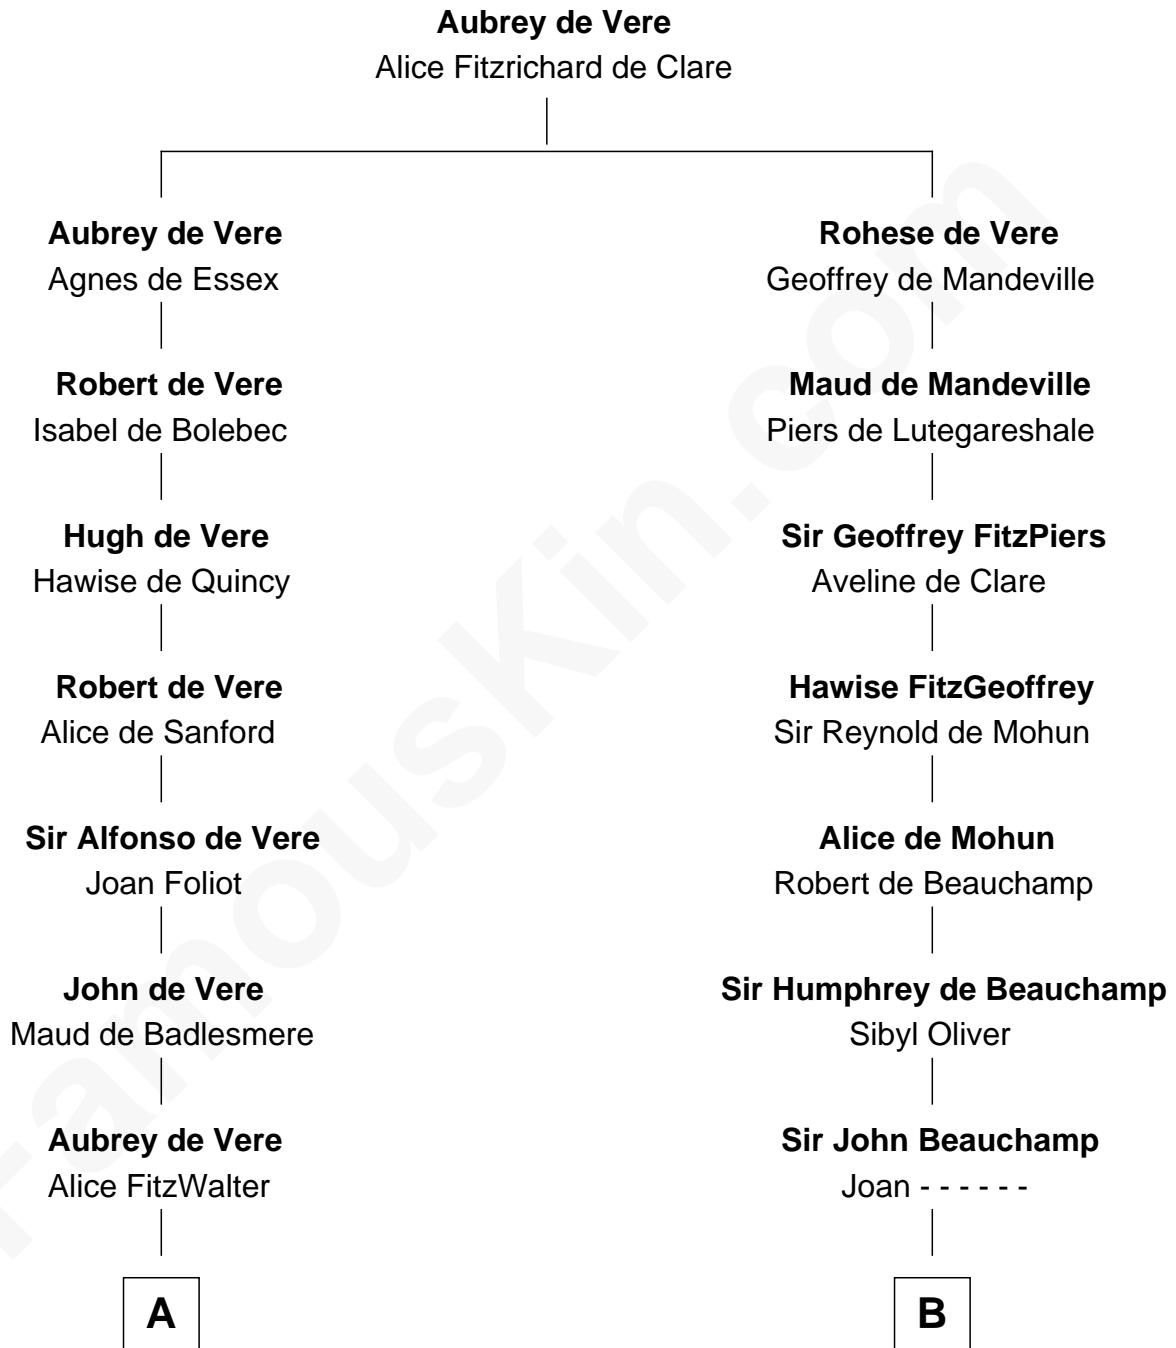 Aubrey de Vere
Alice Fitzrichard de Clare
Aubrey de Vere
Agnes de Essex
Rohese de Vere
Geoffrey de Mandeville
Robert de Vere
Isabel de Bolebec
Maud de Mandeville
Piers de Lutegareshale
Hugh de Vere
Hawise de Quincy
Sir Geoffrey FitzPiers
Aveline de Clare
Robert de Vere
Alice de Sanford
Hawise FitzGeoffrey
Sir Reynold de Mohun
Sir Alfonso de Vere
Joan Foliot
Alice de Mohun
Robert de Beauchamp
John de Vere
Maud de Badlesmere
Sir Humphrey de Beauchamp
Sibyl Oliver
Aubrey de Vere
Alice FitzWalter
Sir John Beauchamp
Joan - - - - - -
A
B
FamousKin.com